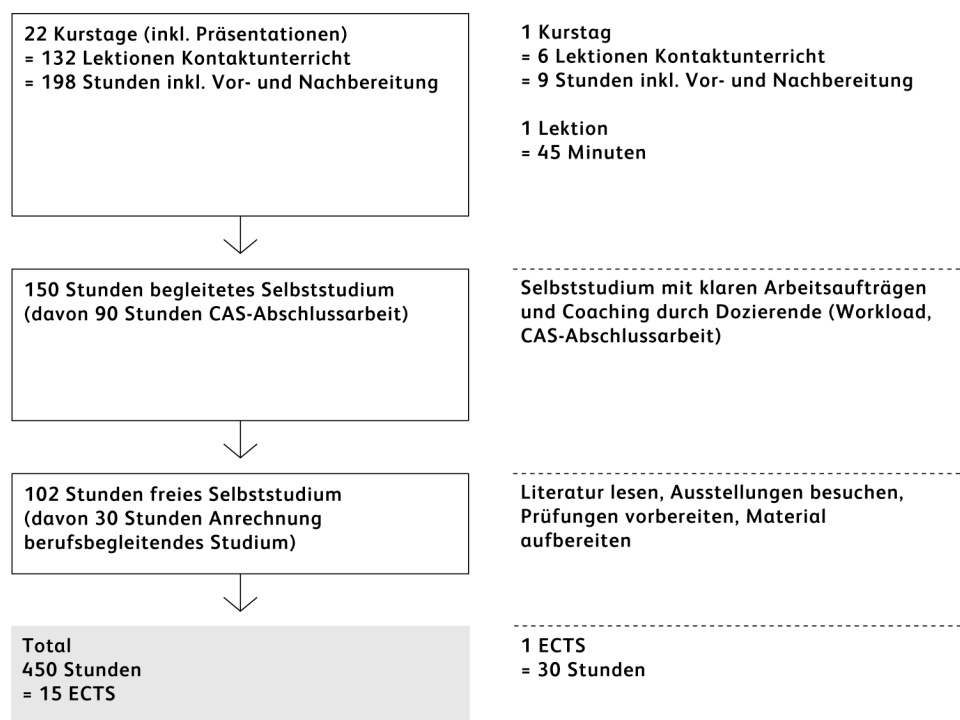 22 Kurstage (inkl. Präsentationen)
= 132 Lektionen Kontaktunterricht
= 198 Stunden inkl. Vor- und Nachbereitung
1 Kurstag
= 6 Lektionen Kontaktunterricht
= 9 Stunden inkl. Vor- und Nachbereitung
1 Lektion
= 45 Minuten
150 Stunden begleitetes Selbststudium
(davon 90 Stunden CAS-Abschlussarbeit)
Selbststudium mit klaren Arbeitsaufträgen
und Coaching durch Dozierende (Workload,
CAS-Abschlussarbeit)
102 Stunden freies Selbststudium
(davon 30 Stunden Anrechnung
berufsbegleitendes Studium)
Literatur lesen, Ausstellungen besuchen,
Prüfungen vorbereiten, Material
aufbereiten
Total
450 Stunden
= 15 ECTS
1 ECTS
= 30 Stunden